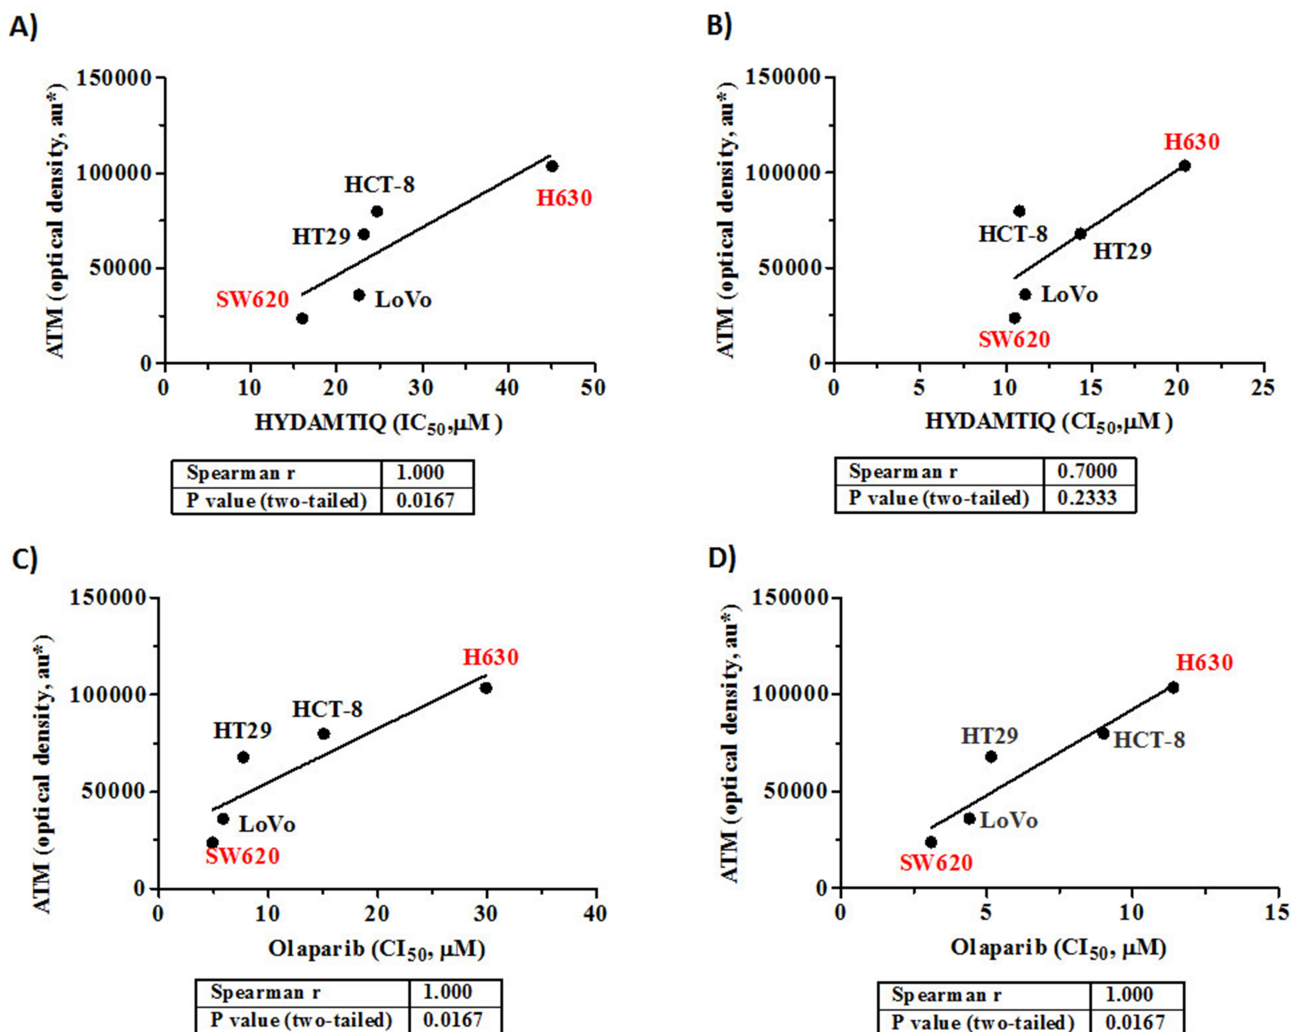 A)
ATM (optical density, au*)
150000
100000
50000
0
HCT-8
HT29
H630
SW620
LoVo
0 10 20 30 40 50
HYDAMTIQ (IC50,μM )
Spearman r 1.000
P value (two-tailed) 0.0167
B)
ATM (optical density, au*)
150000
100000
50000
0
H630
HCT-8
HT29
LoVo
SW620
0 5 10 15 20 25
HYDAMTIQ (CI50,μM )
Spearman r 0.7000
P value (two-tailed) 0.2333
C)
ATM (optical density, au*)
150000
100000
50000
0
H630
HCT-8
HT29
LoVo
SW620
0 10 20 30 40
Olaparib (CI50, μM)
Spearman r 1.000
P value (two-tailed) 0.0167
D)
ATM (optical density, au*)
150000
100000
50000
0
H630
HT29
HCT-8
LoVo
SW620
0 5 10 15
Olaparib (CI50, μM)
Spearman r 1.000
P value (two-tailed) 0.0167